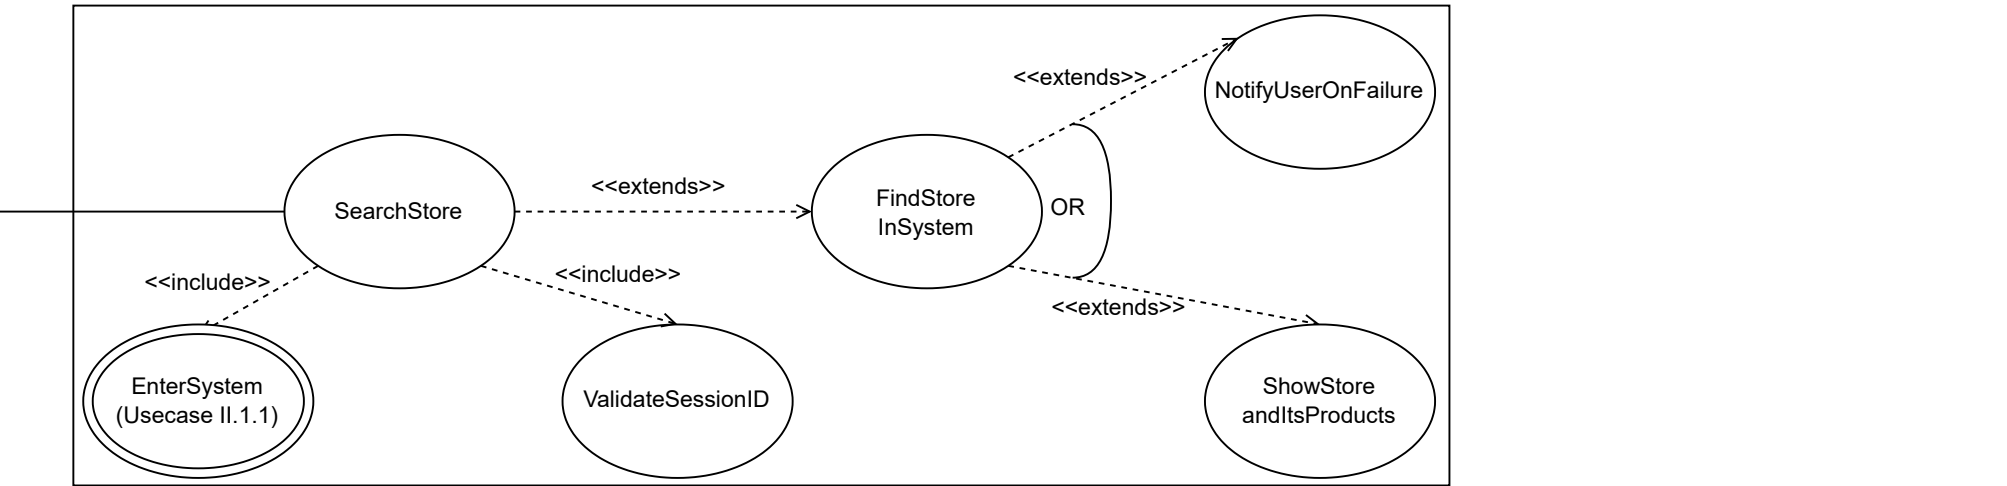 <<extends>>
NotifyUserOnFailure
<<extends>>
SearchStore
FindStore
InSystem
OR
<<include>>
<<include>>
<<extends>>
EnterSystem
(Usecase II.1.1)
ValidateSessionID
ShowStore
andItsProducts